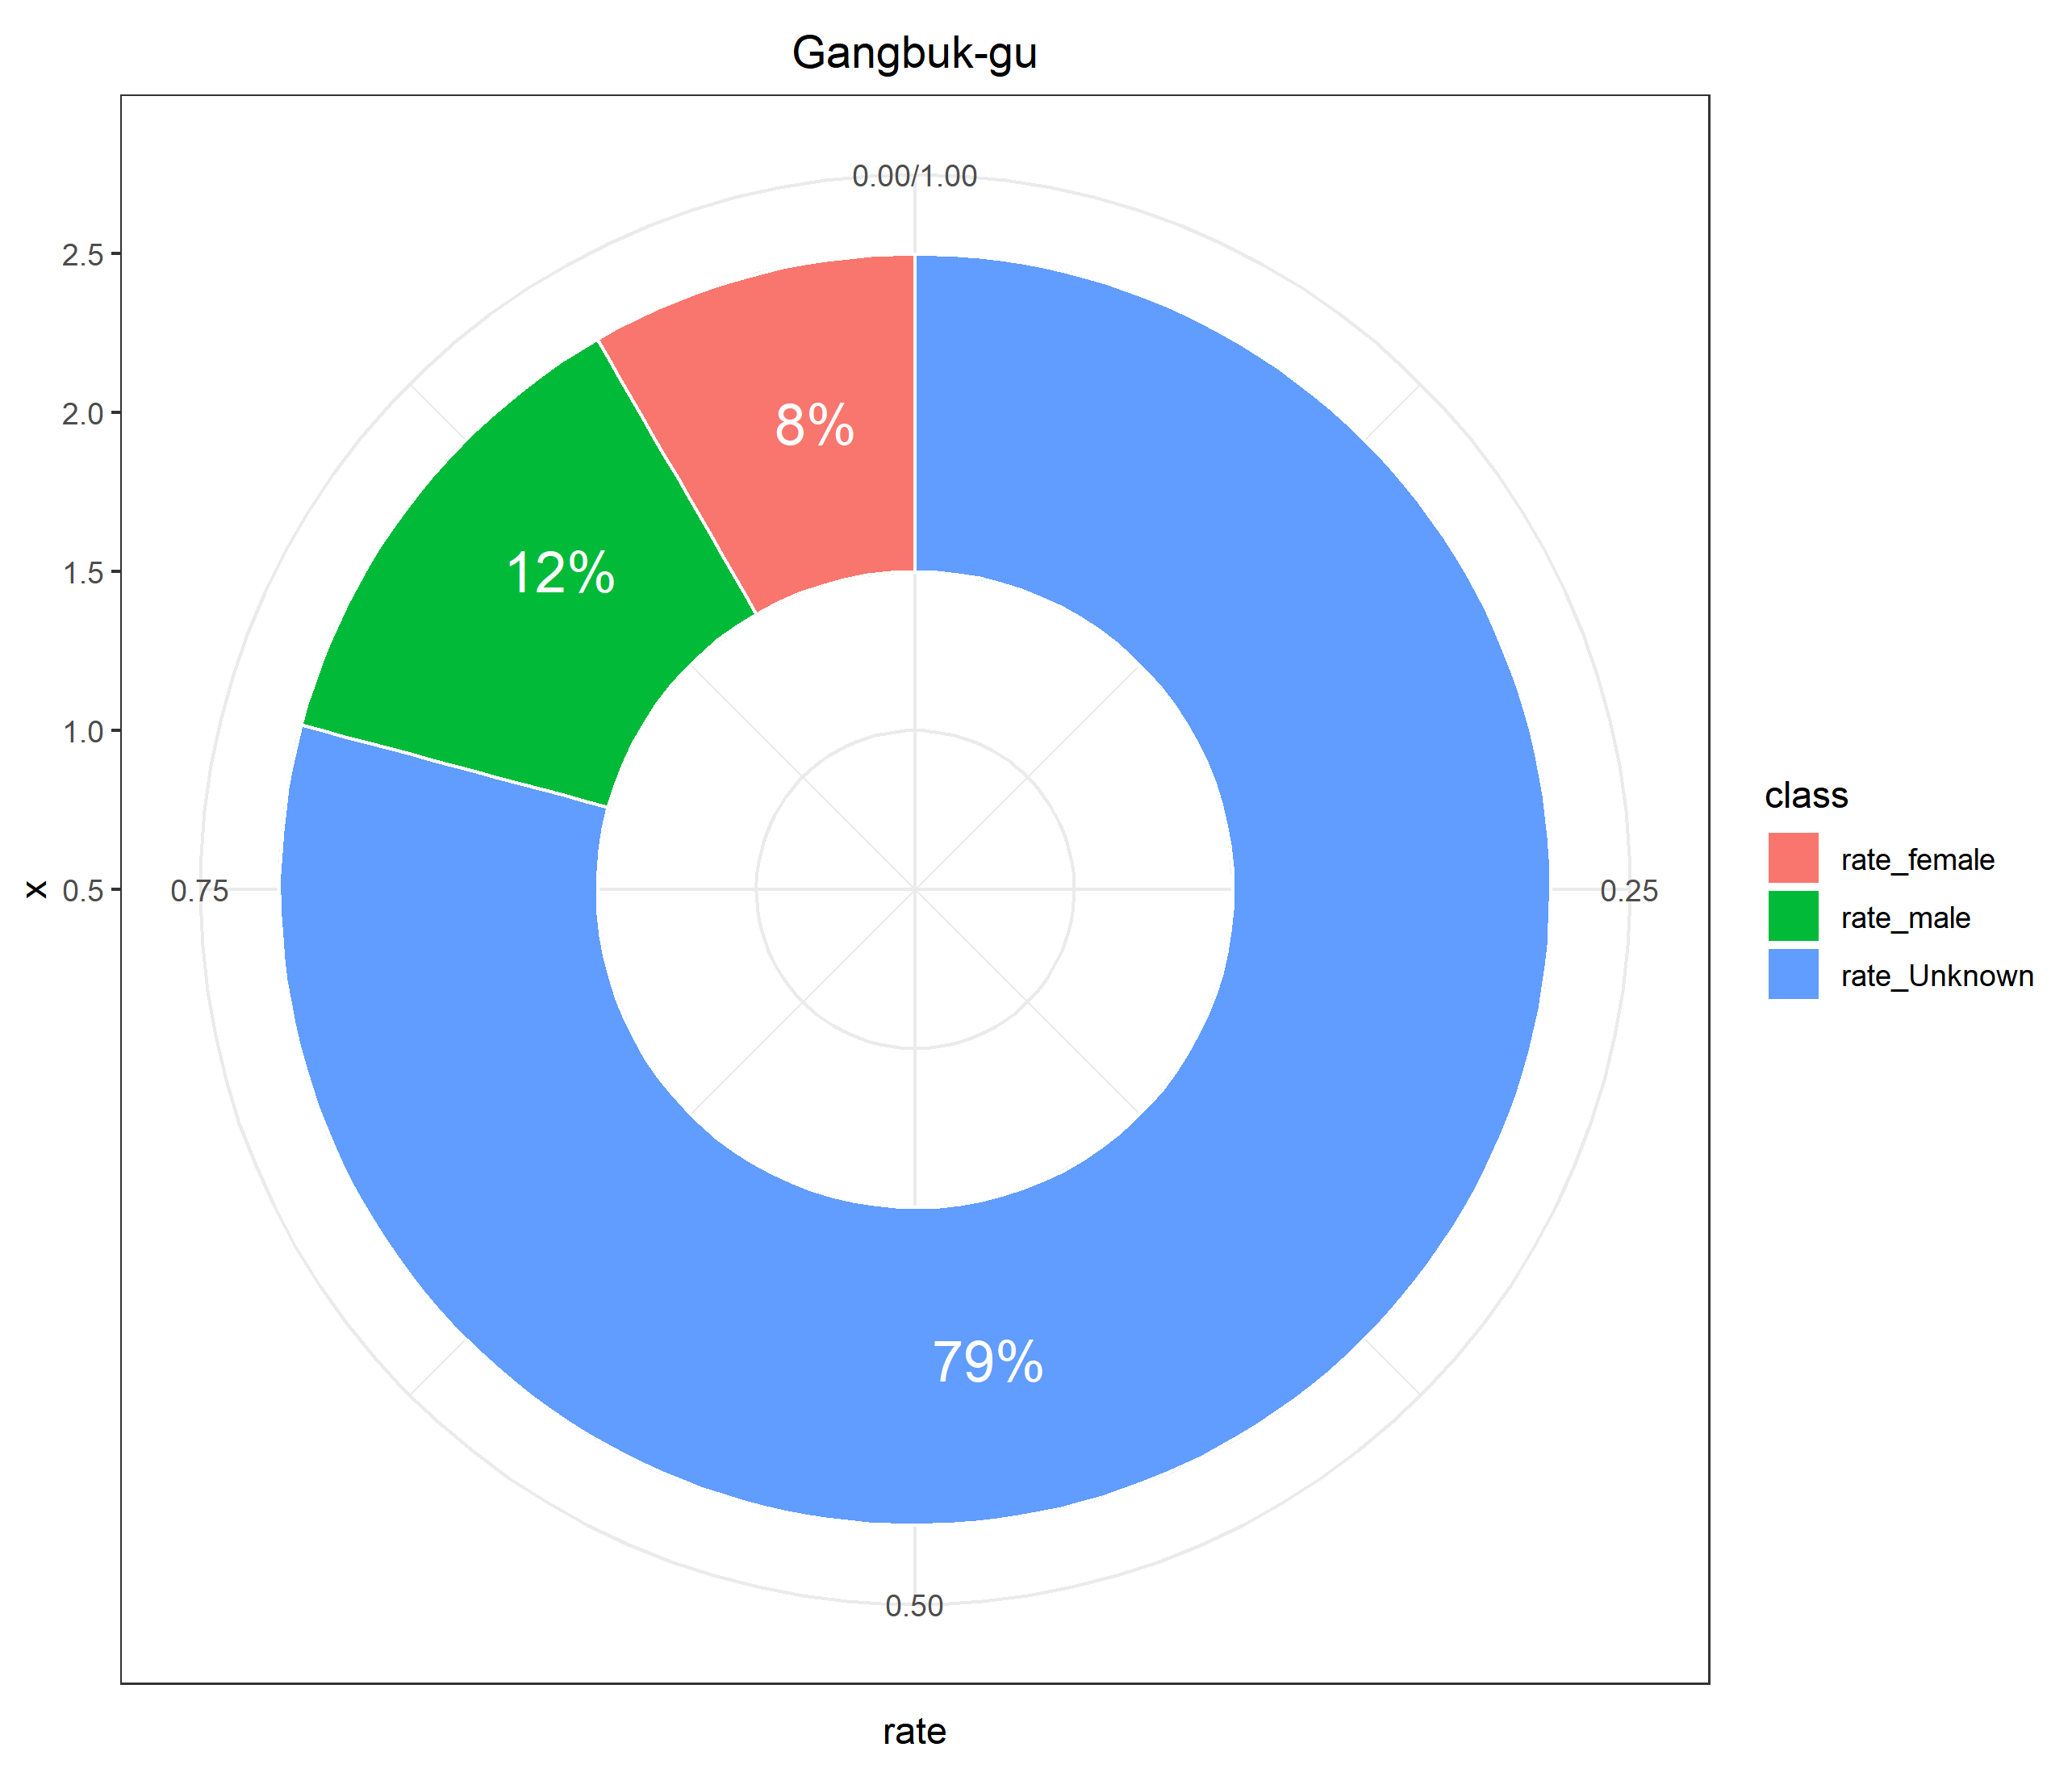 Gangbuk-gu
0.00/1.00
2.5
2.0
8%
1.5
12%
1.0
x
0.5
0.75
0.25
79%
0.50
rate
class
rate_female
rate_male
rate_Unknown